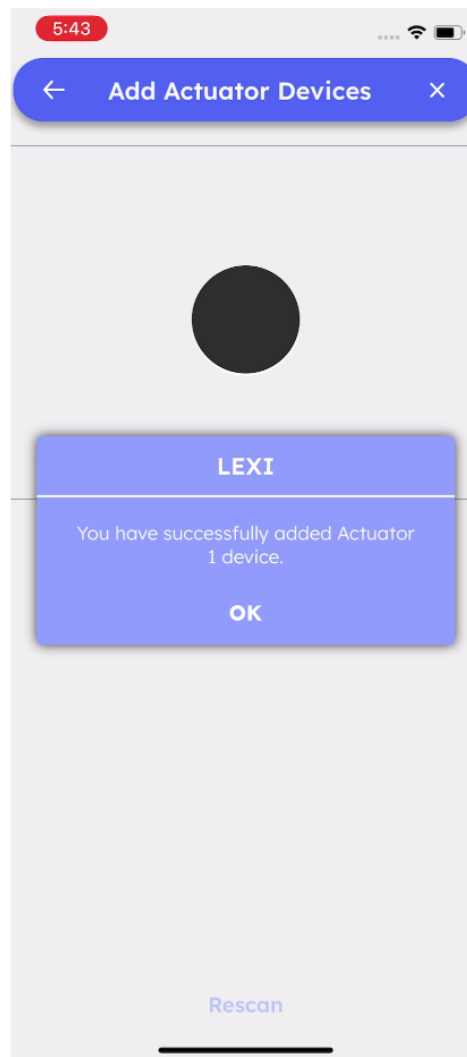 5:43
Add Actuator Devices
LEXI
You have successfully added Actuator
1 device.
OK
Rescan